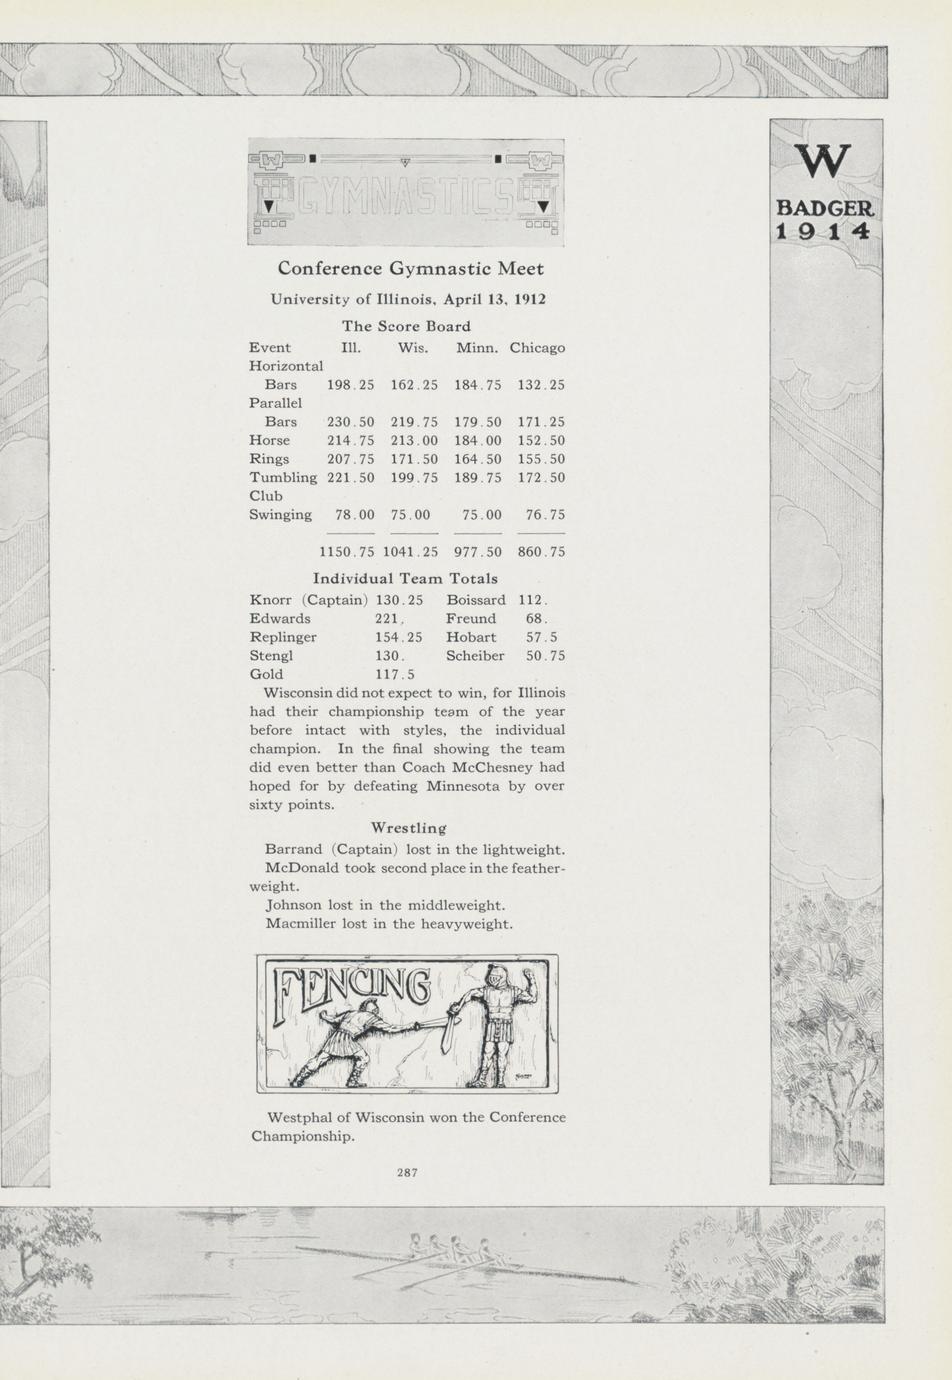 W
BADGER
1914
W W
GYMNASTICS
Conference Gymnastic Meet
University of Illinois, April 13, 1912
The Score Board
Event Ill. Wis. Minn. Chicago
Horizontal
Bars 198.25 162.25 184.75 132.25
Parallel
Bars 230.50 219.75 179.50 171.25
Horse 214.75 213.00 184.00 152.50
Rings 207.75 171.50 164.50 155.50
Tumbling 221.50 199.75 189.75 172.50
Club
Swinging 78.00 75.00 75.00 76.75
1150.75 1041.25 977.50 860.75
Individual Team Totals
Knorr (Captain) 130.25 Boissard 112.
Edwards 221. Freund 68.
Replinger 154.25 Hobart 57.5
Stengl 130. Scheiber 50.75
Gold 117.5
Wisconsin did not expect to win, for Illinois
had their championship team of the year
before intact with styles, the individual
champion. In the final showing the team
did even better than Coach McChesney had
hoped for by defeating Minnesota by over
sixty points.
Wrestling
Barrand (Captain) lost in the lightweight.
McDonald took second place in the feather-
weight.
Johnson lost in the middleweight.
Macmiller lost in the heavyweight.
FENCING
Westphal of Wisconsin won the Conference
Championship.
287